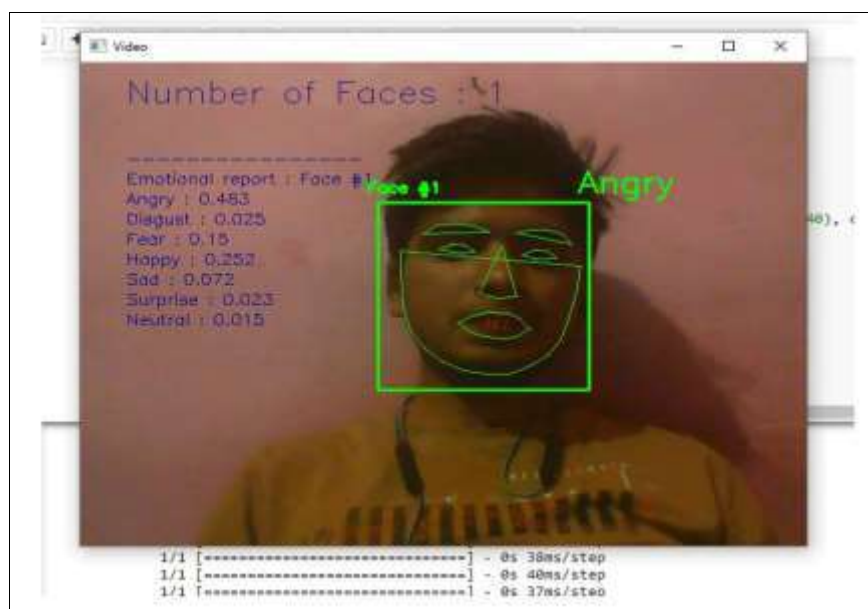 Video
Number of Faces : 1
----------------
Emotional report : Face #1
Face #1
Angry
Angry : 0.483
Disgust : 0.025
Fear : 0.15
Happy : 0.252
Sad : 0.072
Surprise : 0.023
Neutral : 0.015
40), c
1/1 [==============================] - 0s 38ms/step
1/1 [==============================] - 0s 40ms/step
1/1 [==============================] - 0s 37ms/step